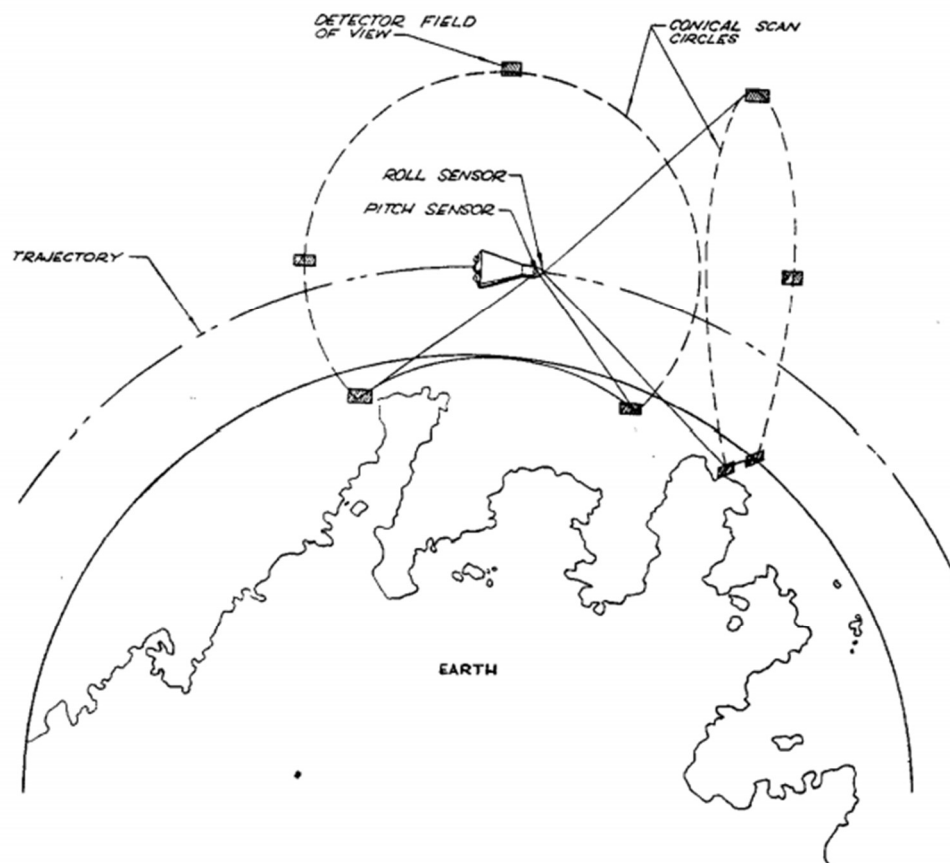 DETECTOR FIELD
OF VIEW
CONICAL SCAN
CIRCLES
ROLL SENSOR
PITCH SENSOR
TRAJECTORY
EARTH